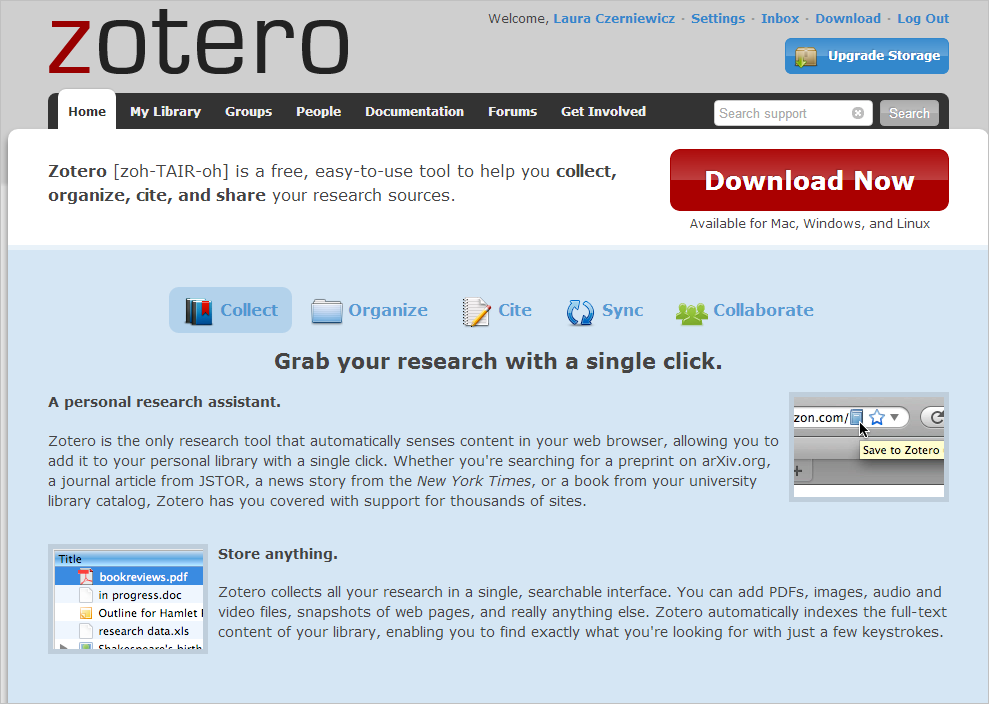 zotero
Welcome, Laura Czerniewicz · Settings · Inbox · Download · Log Out
Upgrade Storage
Home My Library Groups People Documentation Forums Get Involved
Search support Search
Zotero [zoh-TAIR-oh] is a free, easy-to-use tool to help you collect,
organize, cite, and share your research sources.
Download Now
Available for Mac, Windows, and Linux
Collect Organize Cite Sync Collaborate
Grab your research with a single click.
A personal research assistant.
Zotero is the only research tool that automatically senses content in your web browser, allowing you to
add it to your personal library with a single click. Whether you're searching for a preprint on arXiv.org,
a journal article from JSTOR, a news story from the New York Times, or a book from your university
library catalog, Zotero has you covered with support for thousands of sites.
zon.com/
Save to Zotero
Title
bookreviews.pdf
in progress.doc
Outline for Hamlet
research data.xls
Shakespeare's birth
Store anything.
Zotero collects all your research in a single, searchable interface. You can add PDFs, images, audio and
video files, snapshots of web pages, and really anything else. Zotero automatically indexes the full-text
content of your library, enabling you to find exactly what you're looking for with just a few keystrokes.